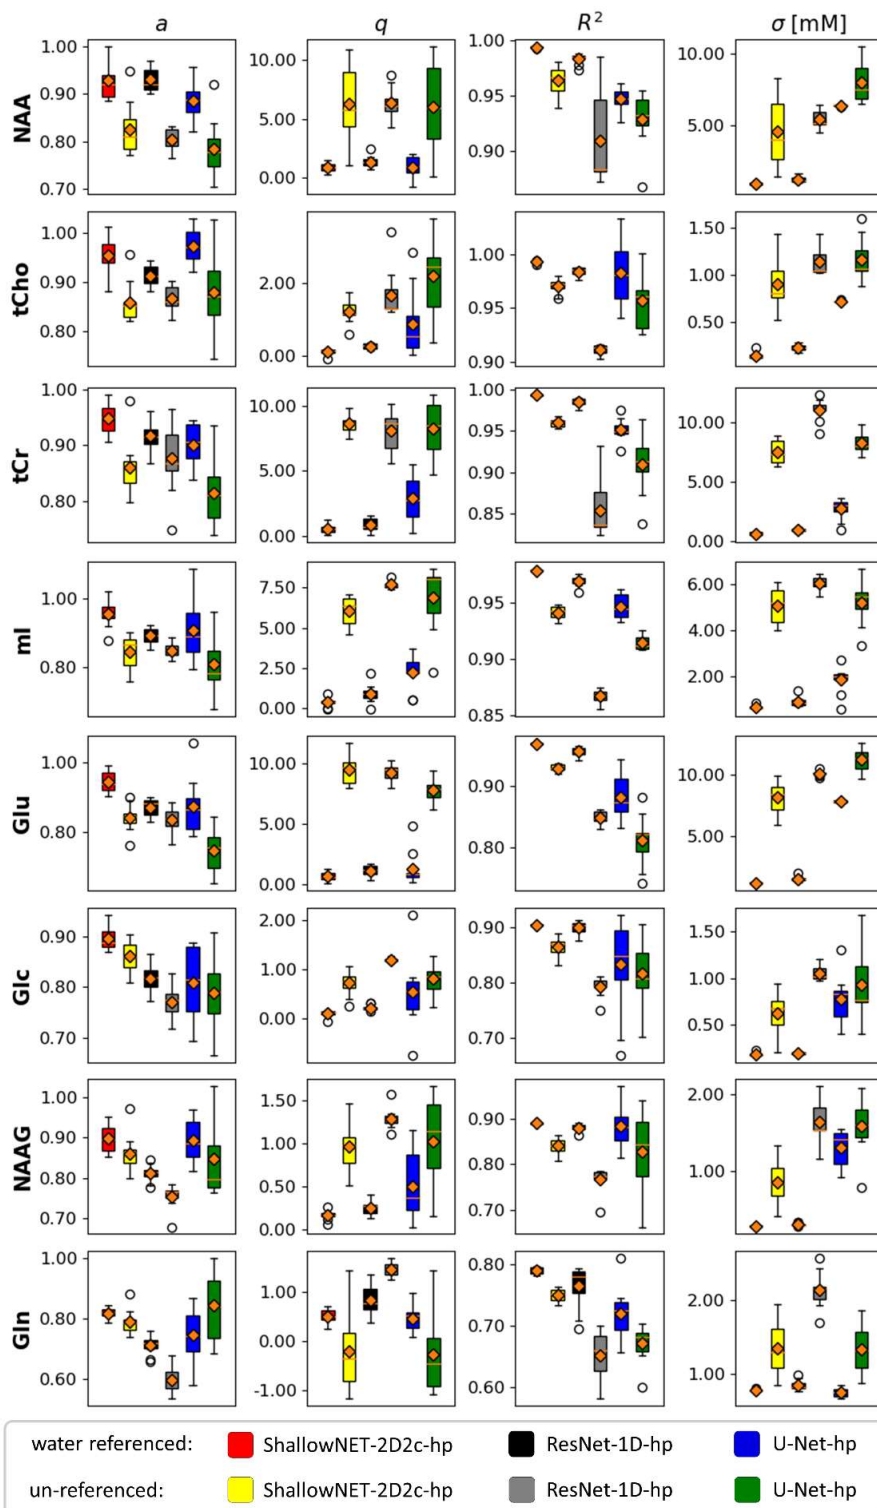 a q R² σ [mM]
NAA
1.00 0.90 0.80 0.70
10.00 5.00 0.00
1.00 0.95 0.90
10.00 5.00
tCho
1.00 0.90 0.80
2.00 0.00
1.00 0.95 0.90
1.50 1.00 0.50
tCr
1.00 0.90 0.80
10.00 5.00 0.00
1.00 0.95 0.90 0.85
10.00 5.00 0.00
mI
1.00 0.80
7.50 5.00 2.50 0.00
0.95 0.90 0.85
6.00 4.00 2.00
Glu
1.00 0.80
10.00 5.00 0.00
0.90 0.80
10.00 5.00
Glc
0.90 0.80 0.70
2.00 1.00 0.00
0.90 0.80 0.70
1.50 1.00 0.50
NAAG
1.00 0.90 0.80 0.70
1.50 1.00 0.50 0.00
0.90 0.80 0.70
2.00 1.00
Gln
1.00 0.80 0.60
1.00 0.00 -1.00
0.80 0.70 0.60
2.00 1.00
water referenced: ShallowNET-2D2c-hp ResNet-1D-hp U-Net-hp
un-referenced: ShallowNET-2D2c-hp ResNet-1D-hp U-Net-hp